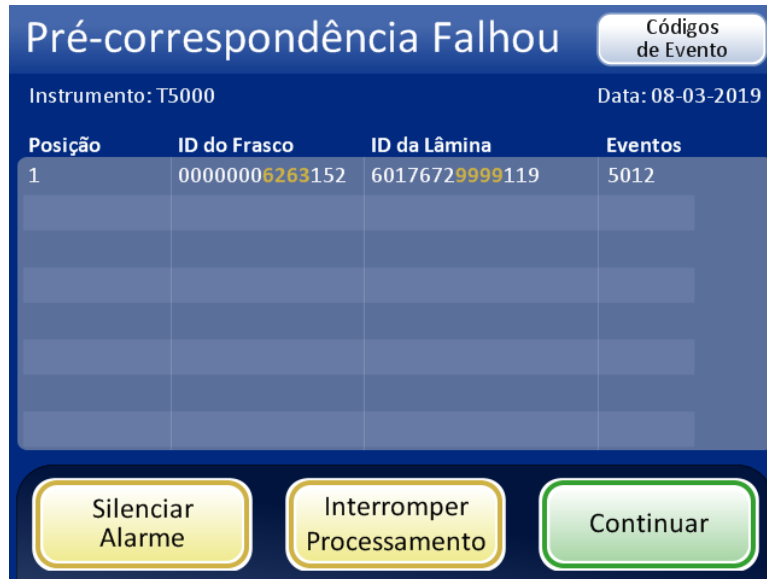 Pré-correspondência Falhou
Códigos
de Evento
Instrumento: T5000 Data: 08-03-2019
Posição ID do Frasco ID da Lâmina Eventos
1 00000006263152 60176729999119 5012
Silenciar
Alarme
Interromper
Processamento
Continuar